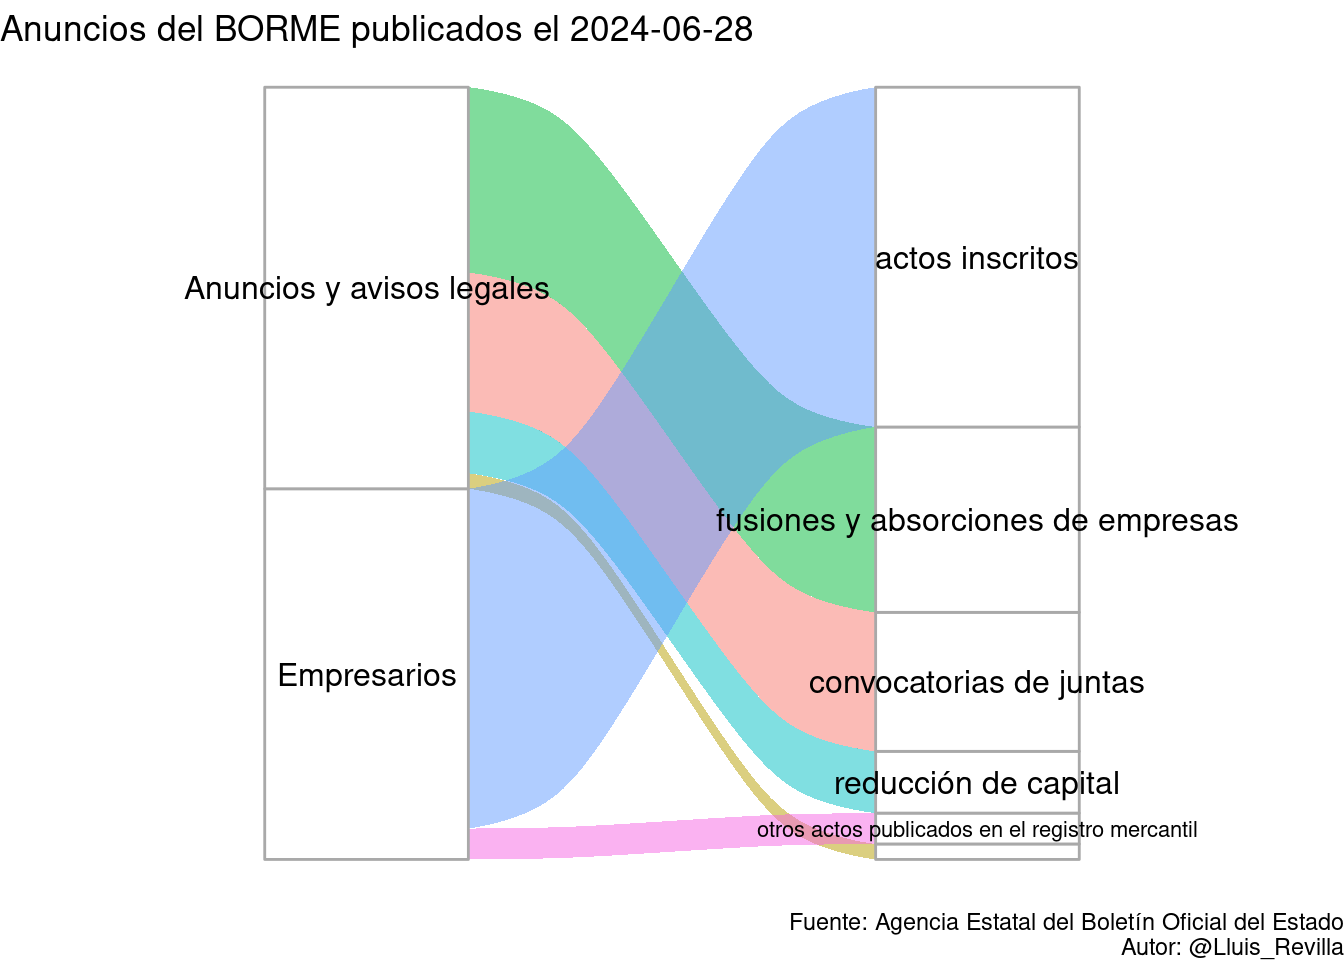 Anuncios del BORME publicados el 2024-06-28
actos inscritos
Anuncios y avisos legales
fusiones y absorciones de empresas
Empresarios
convocatorias de juntas
reducción de capital
otros actos publicados en el registro mercantil
Fuente: Agencia Estatal del Boletín Oficial del Estado
Autor: @Lluis_Revilla